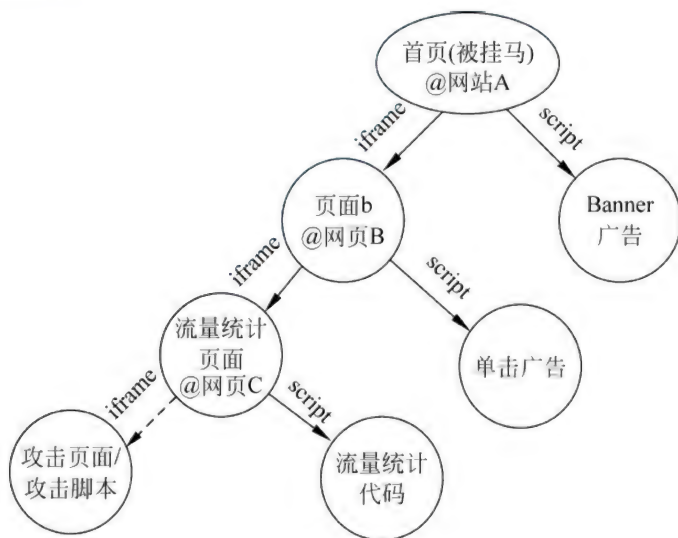 首页(被挂马)
@网站A
iframe
script
页面b
@网页B
Banner
广告
iframe
script
流量统计
页面
@网页C
单击广告
iframe
script
攻击页面/
攻击脚本
流量统计
代码